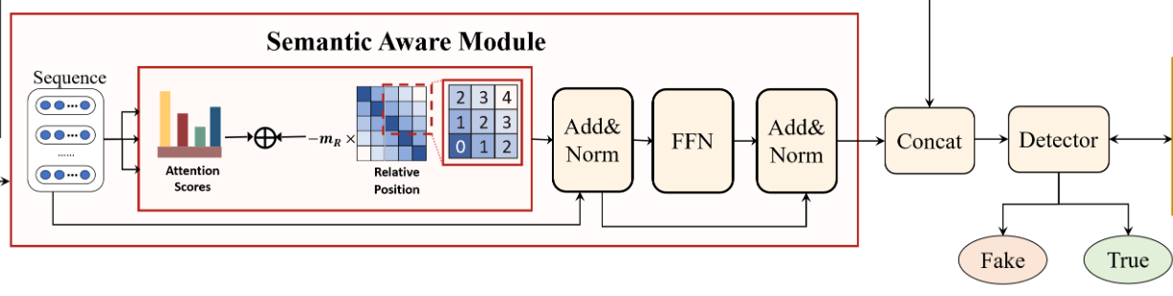 Semantic Aware Module
Sequence
......
Attention
Scores
−m_R ×
Relative
Position
2 3 4
1 2 3
0 1 2
Add&
Norm
FFN
Add&
Norm
Concat
Detector
Fake
True